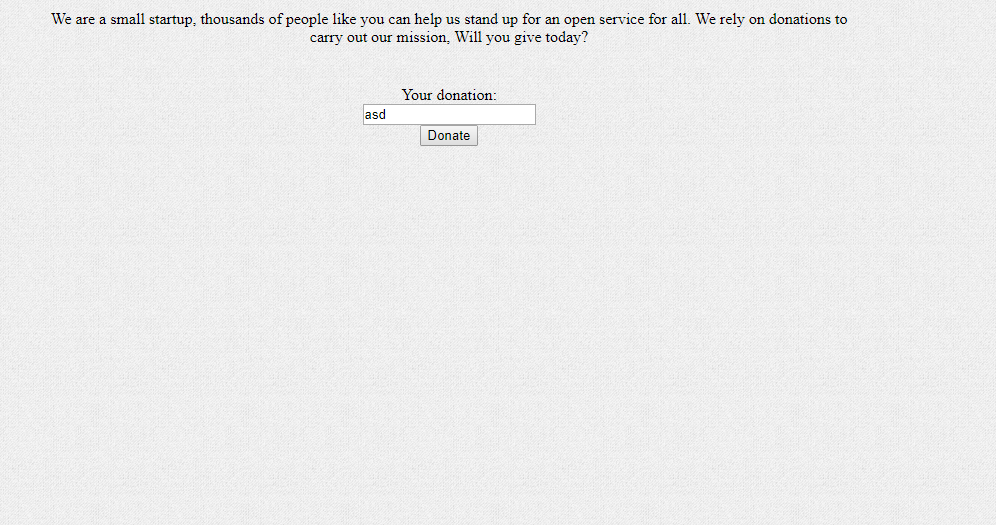 We are a small startup, thousands of people like you can help us stand up for an open service for all. We rely on donations to
carry out our mission, Will you give today?
Your donation:
asd
Donate